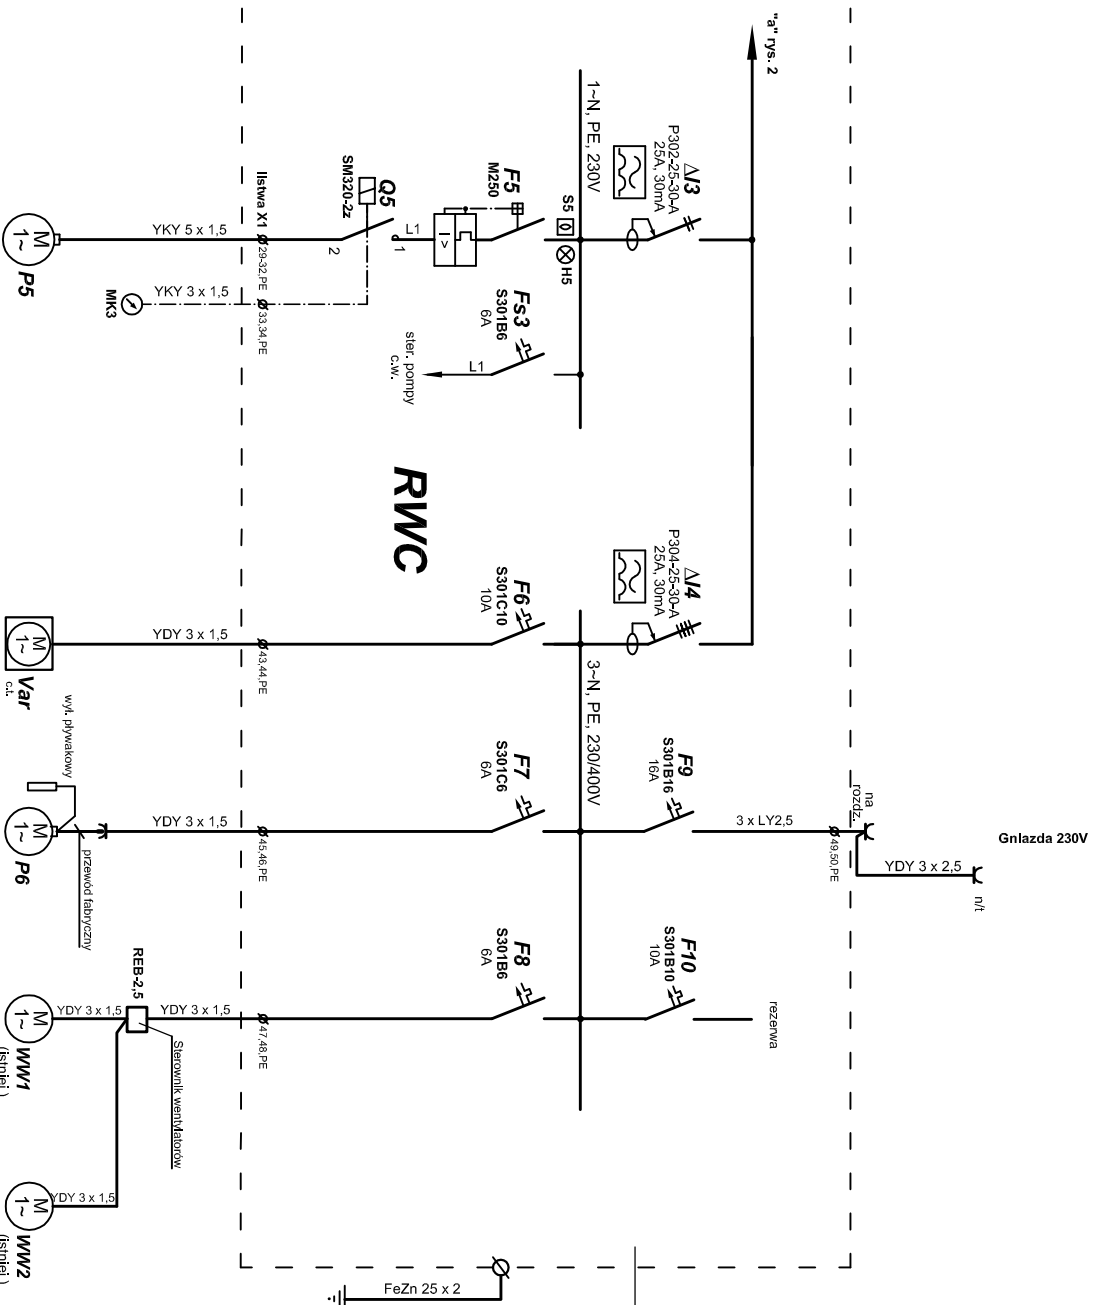 "a" rys. 2
1~N, PE, 230V
ΔI3
P302-25-30-A
25A, 30mA
S5
H5
F5
M250
I >
L1
1
Q5
SM320-2z
2
listwa X1
29-32,PE
33,34,PE
YKY 5 x 1,5
YKY 3 x 1,5
MK3
M
1~
P5
Fs3
S301B6
6A
L1
ster. pompy
c.w.
RWC
ΔI4
P304-25-30-A
25A, 30mA
3~N, PE, 230/400V
F6
S301C10
10A
43,44,PE
YDY 3 x 1,5
M
1~
Var
c.t.
F7
S301C6
6A
45,46,PE
YDY 3 x 1,5
wył. pływakowy
przewód fabryczny
M
1~
P6
F9
S301B16
16A
3 x LY2,5
49,50,PE
na
rozdz.
YDY 3 x 2,5
n/t
Gniazda 230V
F8
S301B6
6A
47,48,PE
YDY 3 x 1,5
REB-2,5
Sterownik wentylatorów
YDY 3 x 1,5
M
1~
WW1
(istniej.)
YDY 3 x 1,5
M
1~
WW2
(istniej.)
F10
S301B10
10A
rezerwa
FeZn 25 x 2